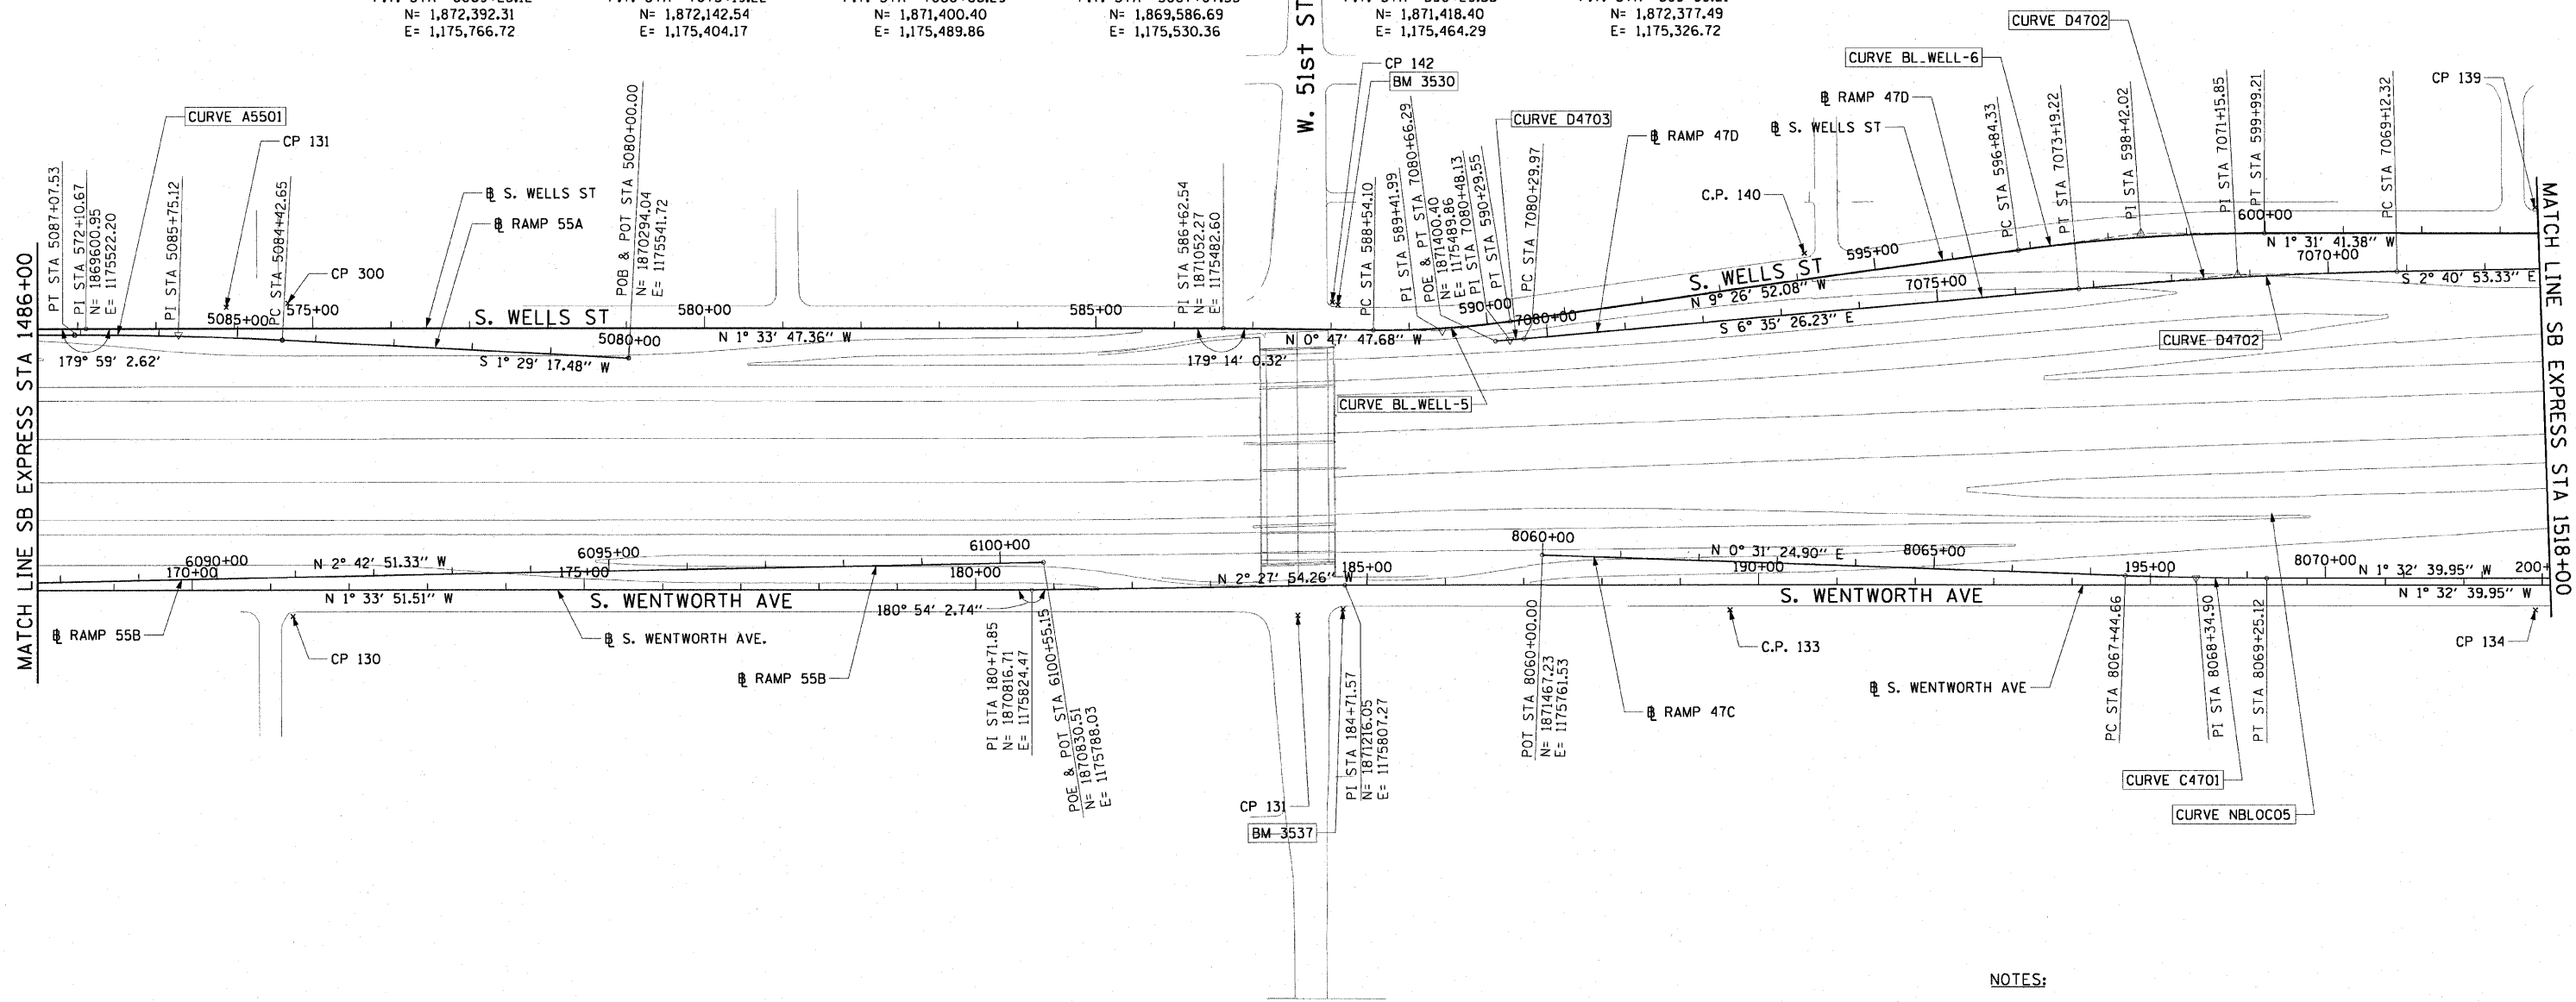 N= 1,872,392.31
E= 1,175,766.72
N= 1,872,142.54
E= 1,175,404.17
N= 1,871,400.40
E= 1,175,489.86
N= 1,869,586.69
E= 1,175,530.36
N= 1,871,418.40
E= 1,175,464.29
N= 1,872,377.49
E= 1,175,326.72
W. 51st ST
CURVE D4702
CP 142
BM 3530
CURVE BL_WELL-6
CP 139
CURVE A5501
CP 131
CURVE D4703
℄ RAMP 47D
℄ RAMP 47D
℄ S. WELLS ST
PT STA 5087+07.53
PI STA 572+10.67
N= 1869600.95
E= 1175522.20
PI STA 5085+75.12
PC STA 5084+42.65
CP 300
℄ S. WELLS ST
℄ RAMP 55A
POB & POT STA 5080+00.00
N= 1870294.04
E= 1175541.72
PI STA 586+62.54
N= 1871052.27
E= 1175482.60
PC STA 588+54.10
PI STA 589+41.99
POE & PT STA 7080+66.29
N= 1871400.40
E= 1175489.86
PI STA 7080+48.13
PT STA 590+29.55
PC STA 7080+29.97
C.P. 140
PC STA 596+84.33
PT STA 7073+19.22
PI STA 598+42.02
PI STA 7071+15.85
PT STA 599+99.21
PC STA 7069+12.32
MATCH LINE SB EXPRESS STA 1486+00
MATCH LINE SB EXPRESS STA 1518+00
5085+00
575+00
S. WELLS ST
580+00
585+00
590+00
7080+00
S. WELLS ST
595+00
7075+00
600+00
7070+00
N 1° 31' 41.38" W
S 2° 40' 53.33" E
179° 59' 2.62'
S 1° 29' 17.48" W
5080+00
N 1° 33' 47.36" W
179° 14' 0.32'
N 0° 47' 47.68" W
N 9° 26' 52.08" W
S 6° 35' 26.23" E
CURVE D4702
CURVE BL_WELL-5
6090+00
170+00
N 2° 42' 51.33" W
6095+00
175+00
6100+00
180+00
N 2° 27' 54.26" W
185+00
8060+00
N 0° 31' 24.90" E
190+00
8065+00
195+00
8070+00
N 1° 32' 39.95" W
200+
N 1° 33' 51.51" W
S. WENTWORTH AVE
180° 54' 2.74"
S. WENTWORTH AVE
N 1° 32' 39.95" W
℄ RAMP 55B
CP 130
℄ S. WENTWORTH AVE.
℄ RAMP 55B
PI STA 180+71.85
N= 1870816.71
E= 1175824.47
POE & POT STA 6100+55.15
N= 1870830.51
E= 1175788.03
CP 131
BM 3537
PI STA 184+71.57
N= 1871216.05
E= 1175807.27
POT STA 8060+00.00
N= 1871467.23
E= 1175761.53
℄ RAMP 47C
C.P. 133
℄ S. WENTWORTH AVE
PC STA 8067+44.66
PI STA 8068+34.90
PT STA 8069+25.12
CP 134
CURVE C4701
CURVE NBLOC05
NOTES: